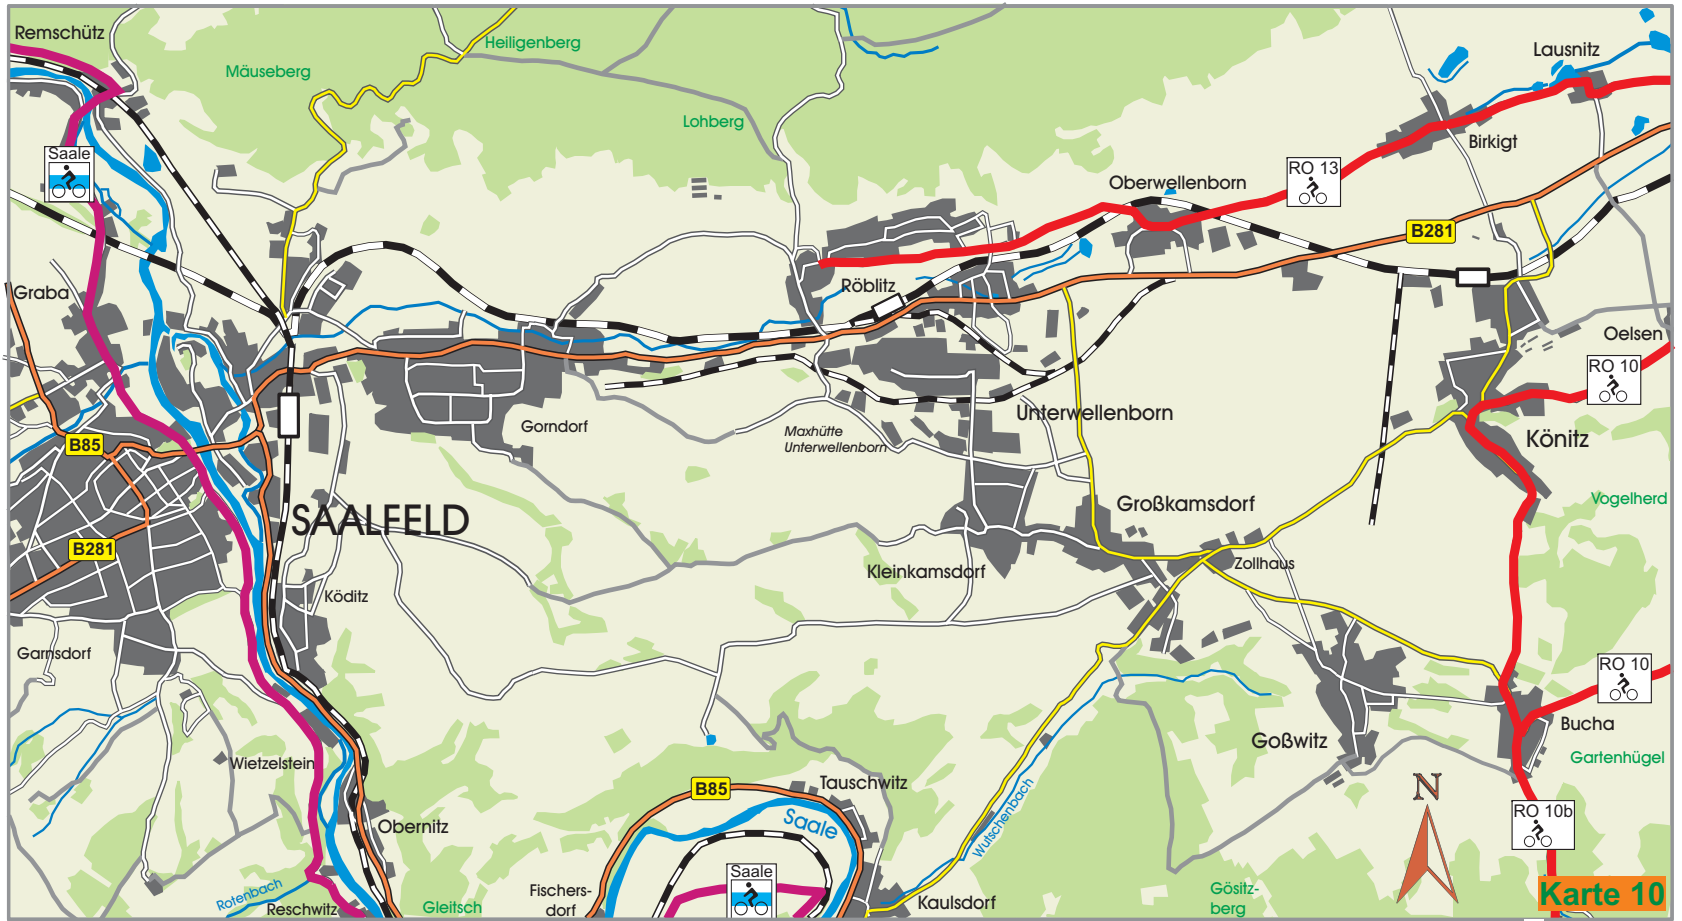 Remschütz
Heiligenberg
Mäuseberg
Lausnitz
Lohberg
Birkigt
Saale
RO 13
Oberwellenborn
B281
Graba
Röblitz
Oelsen
RO 10
Gorndorf
Unterwellenborn
Maxhütte
Unterwellenborn
B85
Könitz
SAALFELD
Großkamsdorf
Vogelherd
B281
Kleinkamsdorf
Zollhaus
Köditz
Garnsdorf
RO 10
Goßwitz
Bucha
Wietzelstein
Gartenhügel
B85
Tauschwitz
N
Obernitz
Saale
Wutschenbach
RO 10b
Saale
Rotenbach
Reschwitz
Gleitsch
Fischers-
dorf
Kaulsdorf
Gösitz-
berg
Karte 10